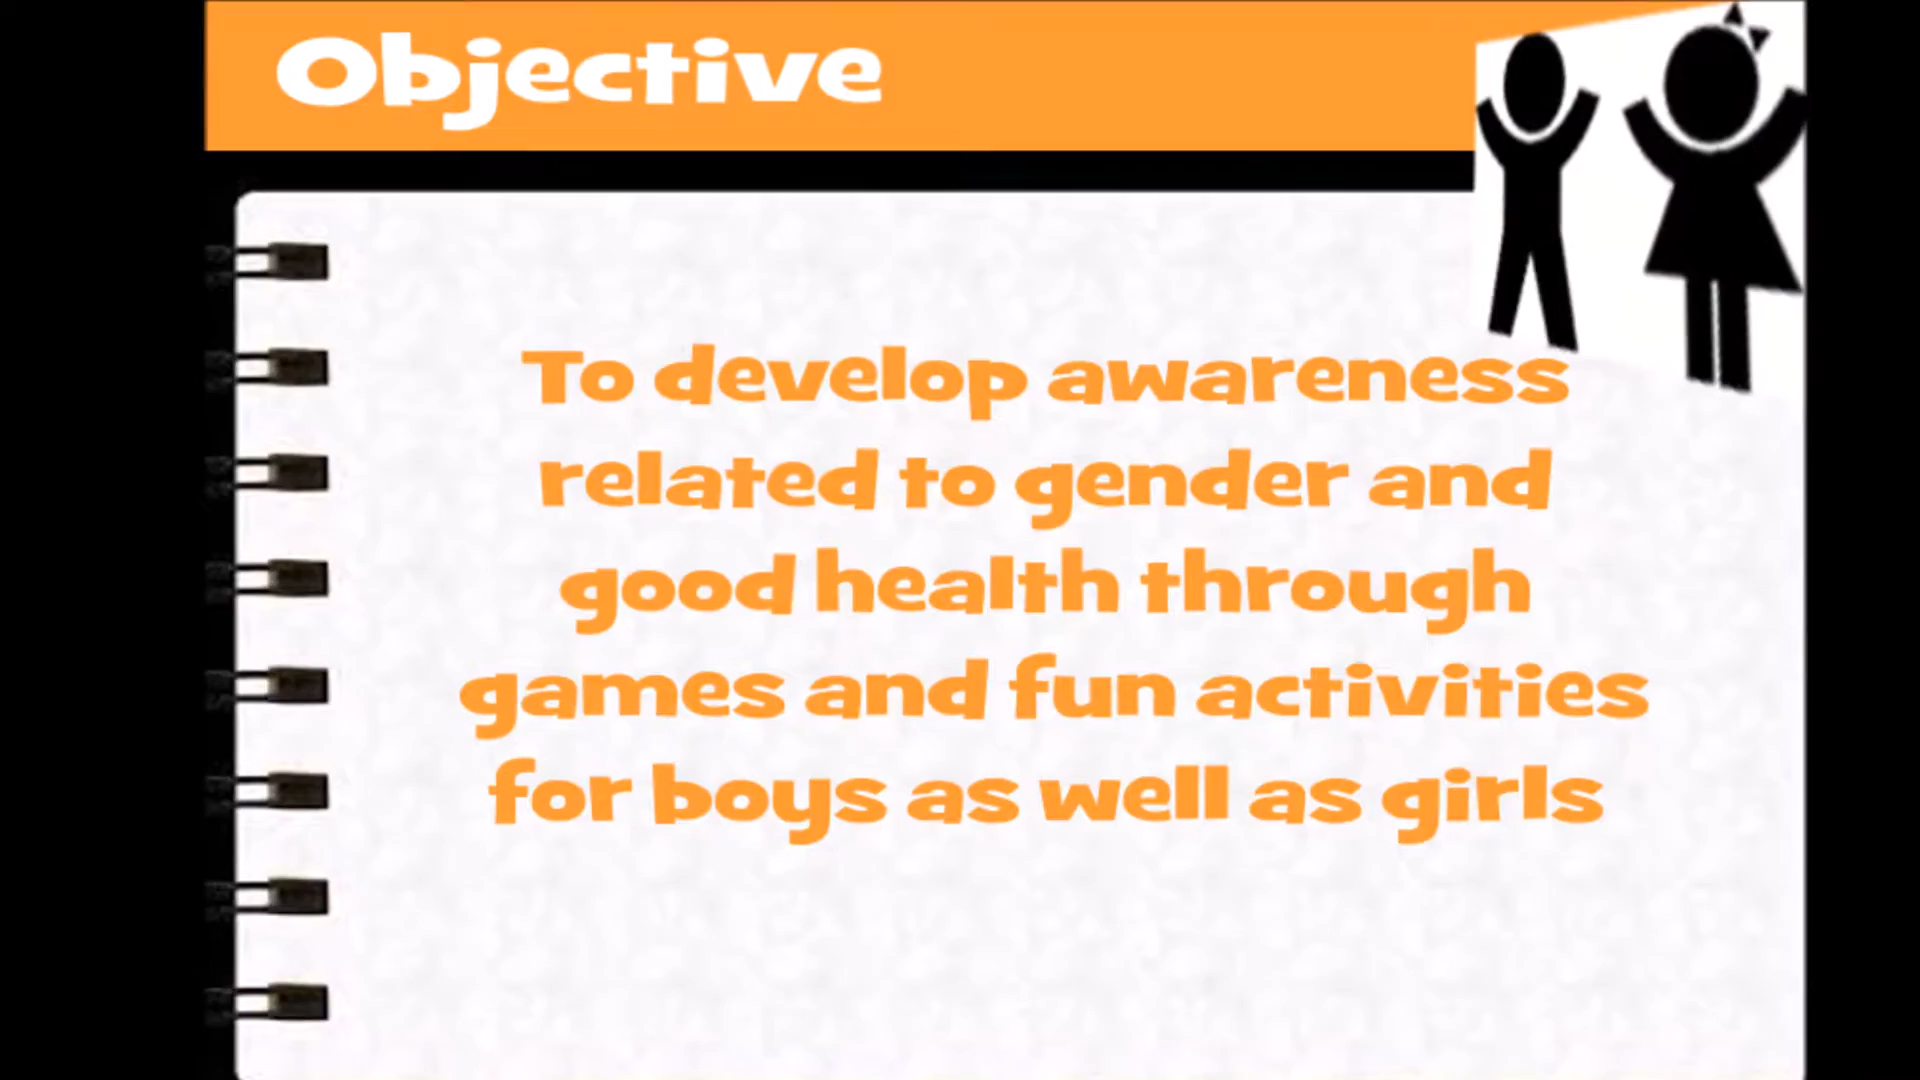 Objective
To develop awareness
related to gender and
good health through
games and fun activities
for boys as well as girls